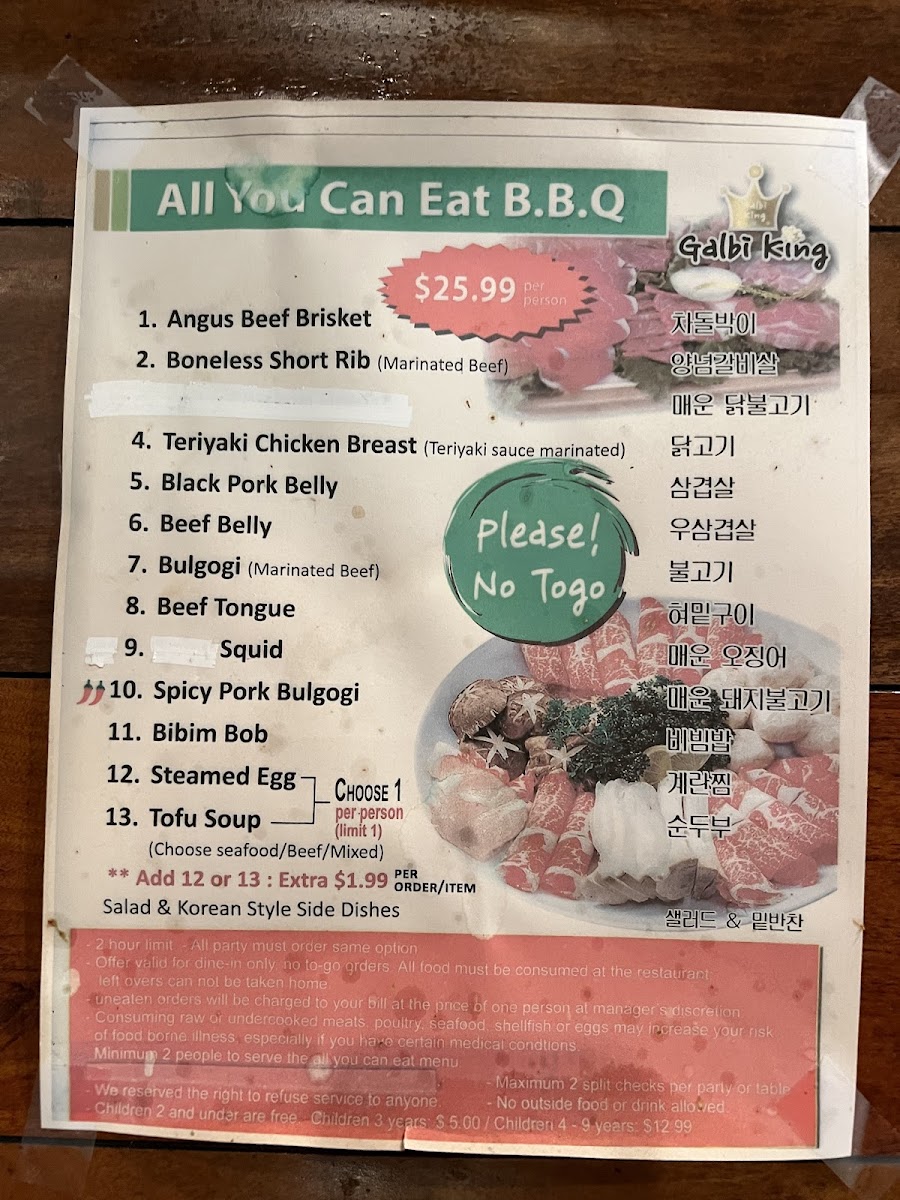 All You Can Eat B.B.Q
Galbi King
Galbi King
$25.99 per person
1. Angus Beef Brisket 차돌박이
2. Boneless Short Rib (Marinated Beef) 양념갈비살
매운 닭불고기
4. Teriyaki Chicken Breast (Teriyaki sauce marinated) 닭고기
5. Black Pork Belly 삼겹살
6. Beef Belly 우삼겹살
7. Bulgogi (Marinated Beef) 불고기
Please!
No Togo
8. Beef Tongue 혀밑구이
9. Squid 매운 오징어
10. Spicy Pork Bulgogi 매운 돼지불고기
11. Bibim Bob 비빔밥
12. Steamed Egg 계란찜
CHOOSE 1
per person
(limit 1)
13. Tofu Soup 순두부
(Choose seafood/Beef/Mixed)
** Add 12 or 13 : Extra $1.99 PER ORDER/ITEM
Salad & Korean Style Side Dishes 샐러드 & 밑반찬
- 2 hour limit - All party must order same option
- Offer valid for dine-in only, no to-go orders. All food must be consumed at the restaurant;
left overs can not be taken home
- uneaten orders will be charged to your bill at the price of one person at manager's discretion
- Consuming raw or undercooked meats, poultry, seafood, shellfish or eggs may increase your risk
of food borne illness, especially if you have certain medical condtions.
Minimum 2 people to serve the all you can eat menu
- Maximum 2 split checks per party or table
- We reserved the right to refuse service to anyone.
- No outside food or drink allowed
- Children 2 and under are free - Children 3 years: $ 5.00 / Children 4 - 9 years: $12.99